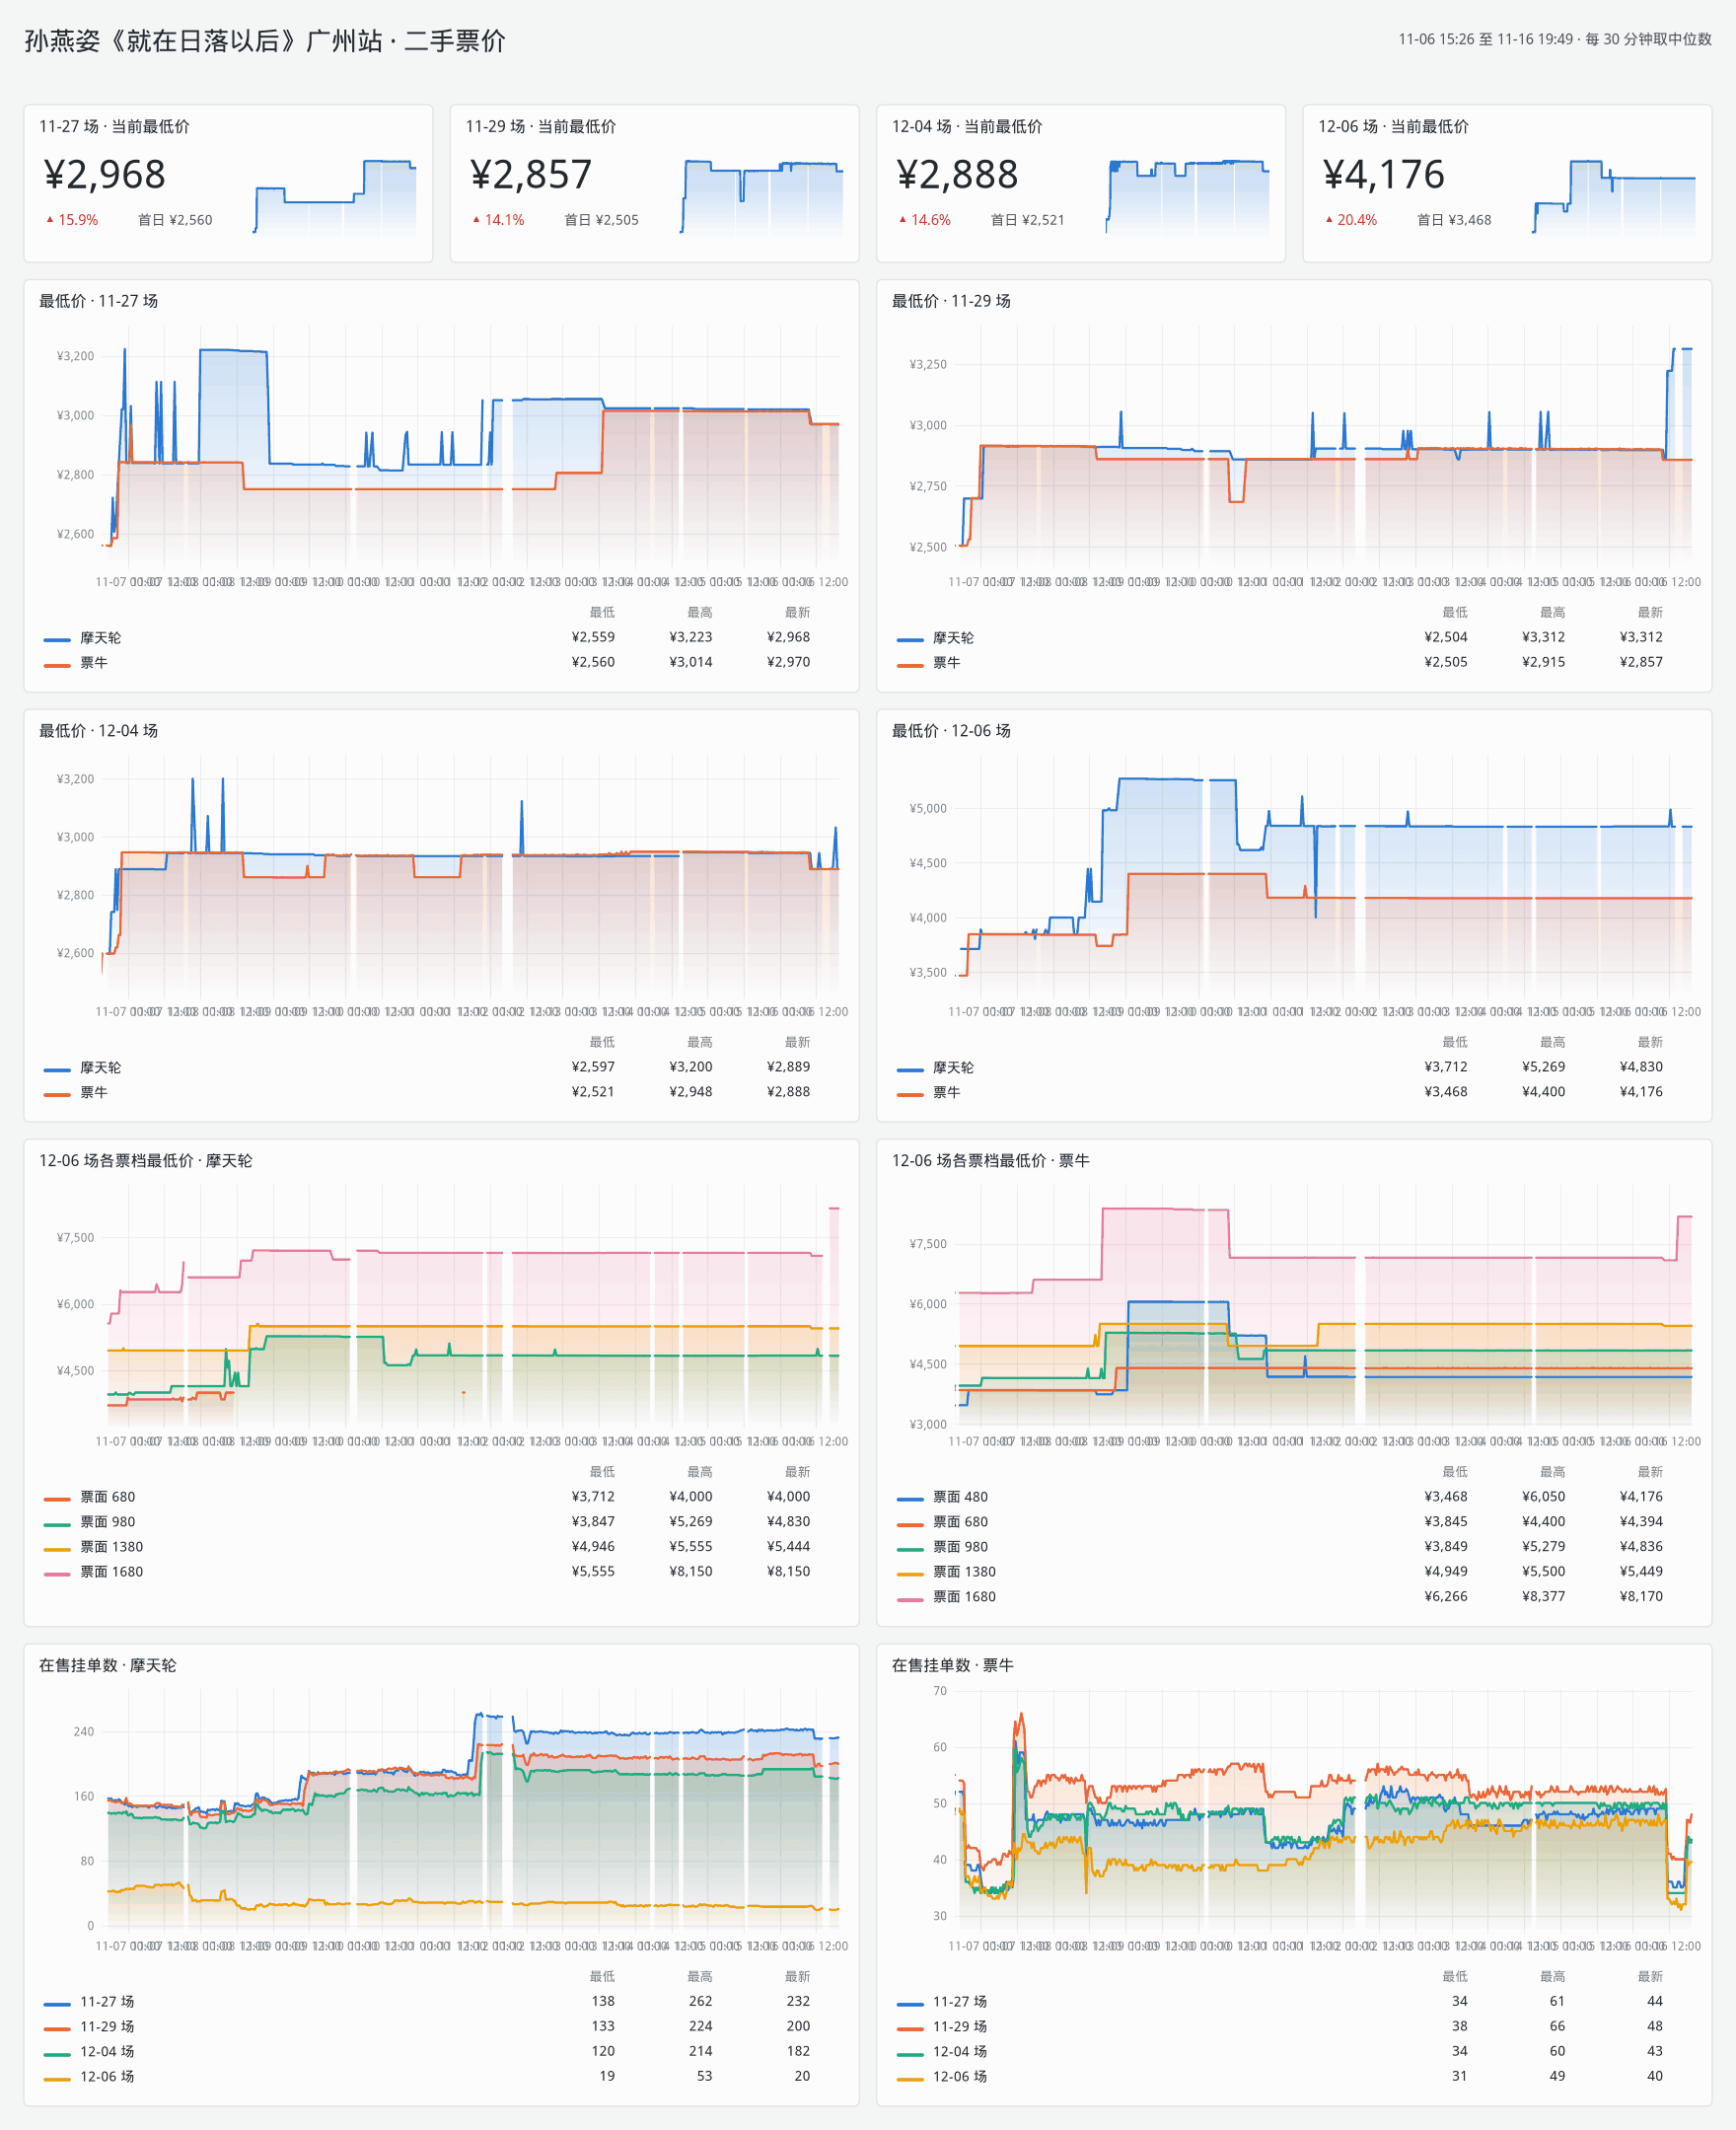 孙燕姿《就在日落以后》广州站 · 二手票价
11-06 15:26 至 11-16 19:49 · 每 30 分钟取中位数
11-27 场 · 当前最低价
¥2,968
▲ 15.9% 首日 ¥2,560
11-29 场 · 当前最低价
¥2,857
▲ 14.1% 首日 ¥2,505
12-04 场 · 当前最低价
¥2,888
▲ 14.6% 首日 ¥2,521
12-06 场 · 当前最低价
¥4,176
▲ 20.4% 首日 ¥3,468
最低价 · 11-27 场
¥3,200
¥3,000
¥2,800
¥2,600
最低 最高 最新
摩天轮 ¥2,559 ¥3,223 ¥2,968
票牛 ¥2,560 ¥3,014 ¥2,970
最低价 · 11-29 场
¥3,250
¥3,000
¥2,750
¥2,500
最低 最高 最新
摩天轮 ¥2,504 ¥3,312 ¥3,312
票牛 ¥2,505 ¥2,915 ¥2,857
最低价 · 12-04 场
¥3,200
¥3,000
¥2,800
¥2,600
最低 最高 最新
摩天轮 ¥2,597 ¥3,200 ¥2,889
票牛 ¥2,521 ¥2,948 ¥2,888
最低价 · 12-06 场
¥5,000
¥4,500
¥4,000
¥3,500
最低 最高 最新
摩天轮 ¥3,712 ¥5,269 ¥4,830
票牛 ¥3,468 ¥4,400 ¥4,176
12-06 场各票档最低价 · 摩天轮
¥7,500
¥6,000
¥4,500
最低 最高 最新
票面 680 ¥3,712 ¥4,000 ¥4,000
票面 980 ¥3,847 ¥5,269 ¥4,830
票面 1380 ¥4,946 ¥5,555 ¥5,444
票面 1680 ¥5,555 ¥8,150 ¥8,150
12-06 场各票档最低价 · 票牛
¥7,500
¥6,000
¥4,500
¥3,000
最低 最高 最新
票面 480 ¥3,468 ¥6,050 ¥4,176
票面 680 ¥3,845 ¥4,400 ¥4,394
票面 980 ¥3,849 ¥5,279 ¥4,836
票面 1380 ¥4,949 ¥5,500 ¥5,449
票面 1680 ¥6,266 ¥8,377 ¥8,170
在售挂单数 · 摩天轮
240
160
80
0
最低 最高 最新
11-27 场 138 262 232
11-29 场 133 224 200
12-04 场 120 214 182
12-06 场 19 53 20
在售挂单数 · 票牛
70
60
50
40
30
最低 最高 最新
11-27 场 34 61 44
11-29 场 38 66 48
12-04 场 34 60 43
12-06 场 31 49 40